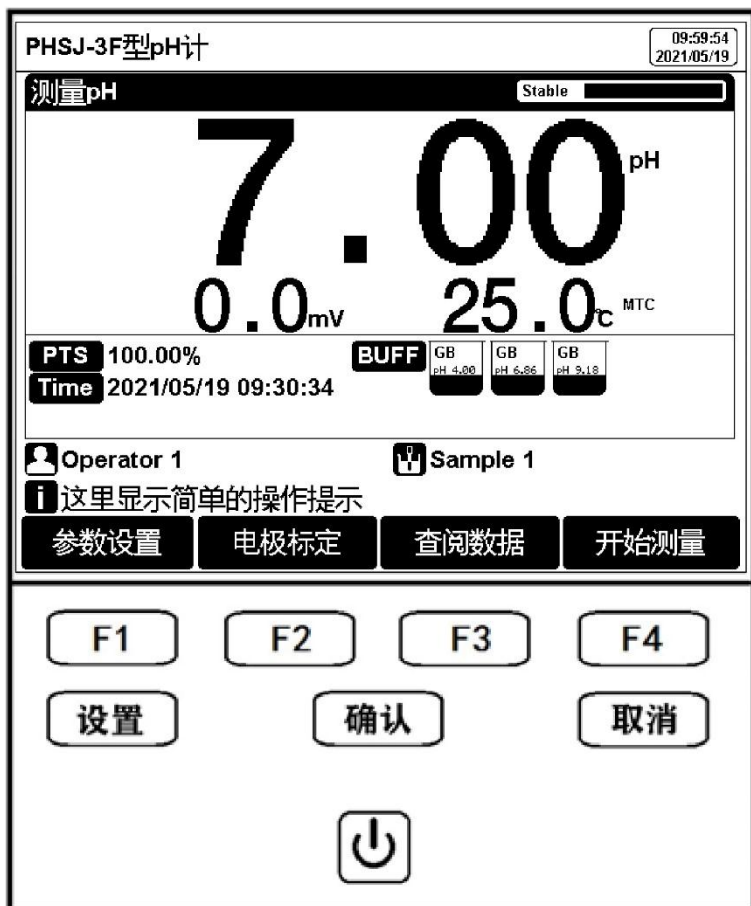 PHSJ-3F型pH计
09:59:54
2021/05/19
测量pH
Stable
7.00 pH
0.0mV 25.0℃ MTC
PTS 100.00% BUFF GB pH 4.00 GB pH 6.86 GB pH 9.18
Time 2021/05/19 09:30:34
Operator 1 Sample 1
i 这里显示简单的操作提示
参数设置 电极标定 查阅数据 开始测量
F1 F2 F3 F4
设置 确认 取消